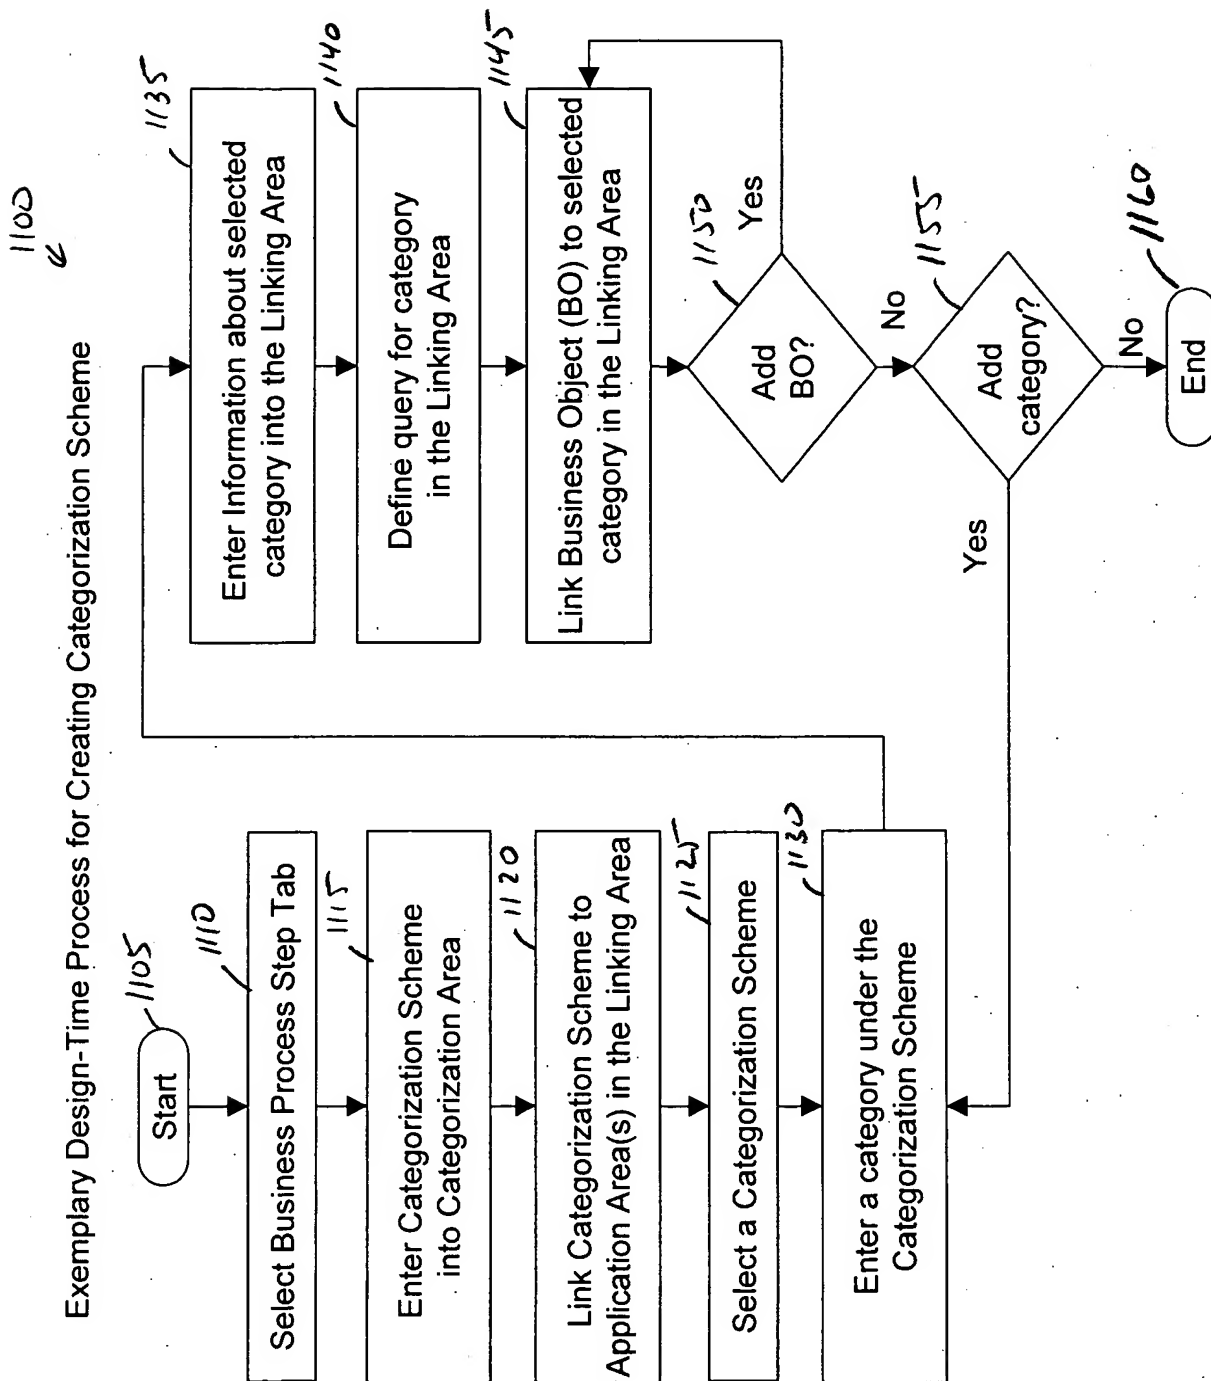 1100
Exemplary Design-Time Process for Creating Categorization Scheme
Start
1105
Select Business Process Step Tab
1110
Enter Categorization Scheme
into Categorization Area
1115
Link Categorization Scheme to
Application Area(s) in the Linking Area
1120
Select a Categorization Scheme
1125
Enter a category under the
Categorization Scheme
1130
Enter Information about selected
category into the Linking Area
1135
Define query for category
in the Linking Area
1140
Link Business Object (BO) to selected
category in the Linking Area
1145
Add
BO?
1150
Yes
No
Add
category?
1155
Yes
No
End
1160